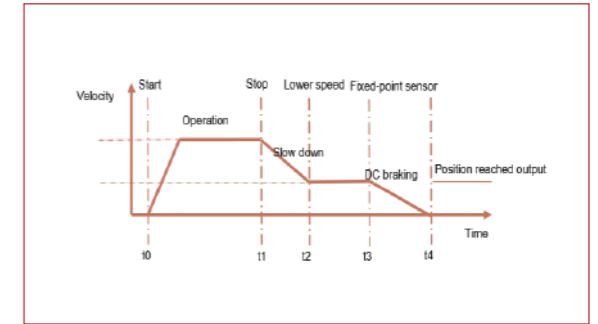 Start
Stop
Lower speed
Fixed-point sensor
Velocity
Operation
Slow down
DC braking
Position reached output
Time
t0
t1
t2
t3
t4